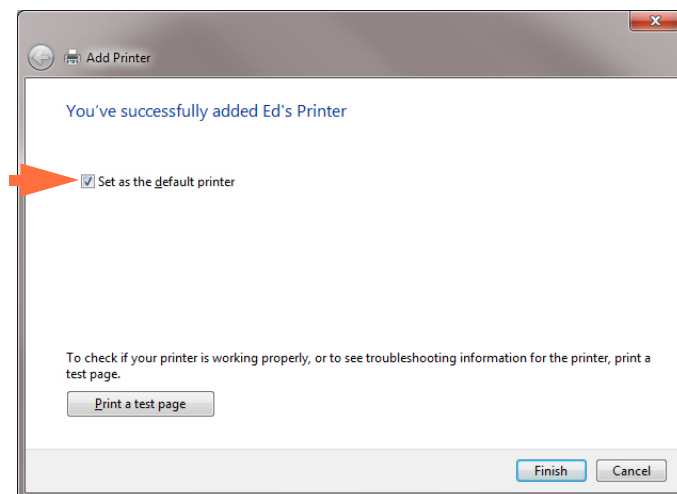 Add Printer
You've successfully added Ed's Printer
Set as the default printer
To check if your printer is working properly, or to see troubleshooting information for the printer, print a
test page.
Print a test page
Finish Cancel